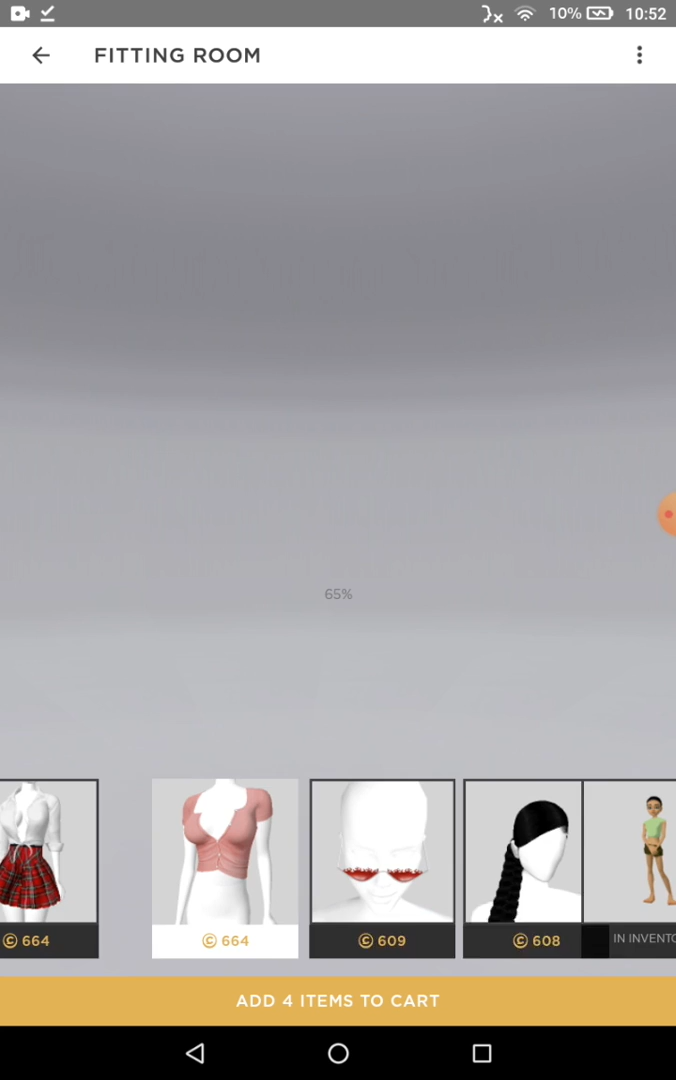 10% 10:52
FITTING ROOM
65%
© 664
© 664
© 609
© 608
IN INVENTO
ADD 4 ITEMS TO CART